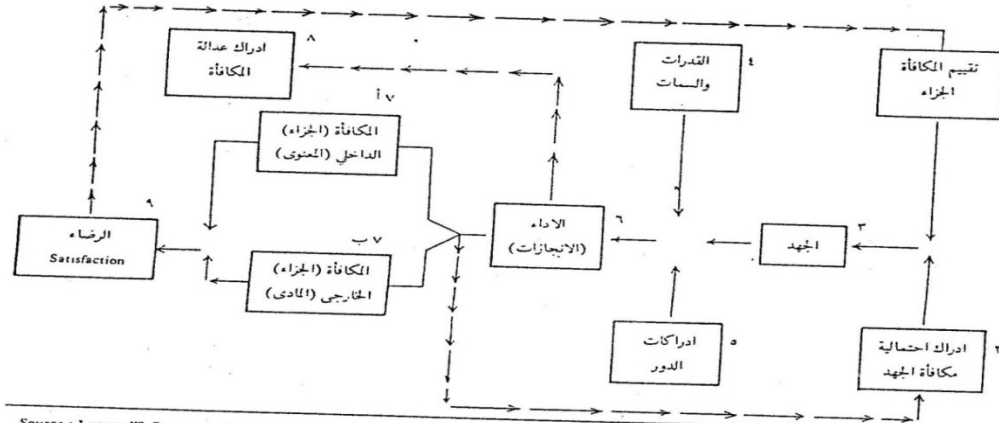 تقييم المكافأة
الجزاء
٢
ادراك احتمالية
مكافأة الجهد
٣
الجهد
٤
القدرات
والسمات
٥
ادراكات
الدور
٦
الاداء
(الانجازات)
٧ أ
المكافأة (الجزاء)
الداخلي (المعنوى)
٧ ب
المكافأة (الجزاء)
الخارجى (المادى)
٨
ادراك عدالة
المكافأة
٩
الرضاء
Satisfaction